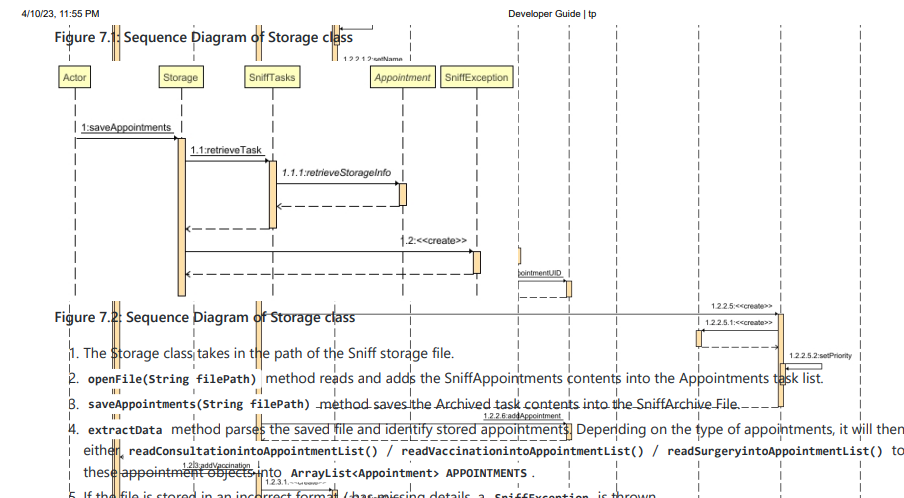 4/10/23, 11:55 PM Developer Guide | tp
Figure 7.1: Sequence Diagram of Storage class
1.2.2.1.2:setName
Actor Storage SniffTasks Appointment SniffException
1:saveAppointments
1.1:retrieveTask
1.1.1:retrieveStorageInfo
1.2:<<create>>
ointmentUID
1.2.2.5:<<create>>
Figure 7.2: Sequence Diagram of Storage class
1.2.2.5.1:<<create>>
1.2.2.5.2:setPriority
1. The Storage class takes in the path of the Sniff storage file.
2. openFile(String filePath) method reads and adds the SniffAppointments contents into the Appointments task list.
3. saveAppointments(String filePath) method saves the Archived task contents into the SniffArchive File.
1.2.2.6:addAppointment
4. extractData method parses the saved file and identify stored appointments. Depending on the type of appointments, it will then
either readConsultationintoAppointmentList() / readVaccinationintoAppointmentList() / readSurgeryintoAppointmentList() to
1.2.3:addVaccination
these appointment objects into ArrayList<Appointment> APPOINTMENTS .
1.2.3.1.
5. If the file is stored in an incorrect format ( has missing details, a SniffException is thrown